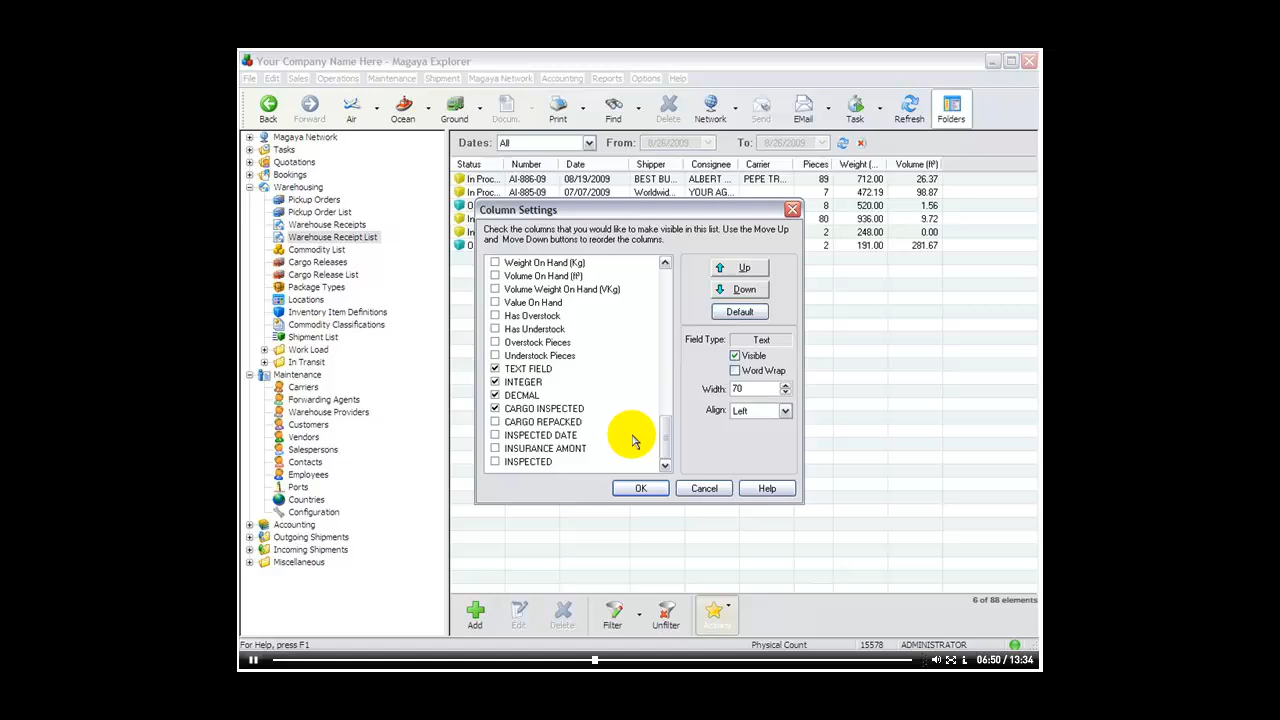 Your Company Name Here - Magaya Explorer
File Edit Sales Operations Maintenance Shipment Magaya Network Accounting Reports Options Help
Back Forward Air Ocean Ground Docum. Print Find Delete Network Send EMail Task Refresh Folders
Magaya Network
Tasks
Quotations
Bookings
Warehousing
Pickup Orders
Pickup Order List
Warehouse Receipts
Warehouse Receipt List
Commodity List
Cargo Releases
Cargo Release List
Package Types
Locations
Inventory Item Definitions
Commodity Classifications
Shipment List
Work Load
In Transit
Maintenance
Carriers
Forwarding Agents
Warehouse Providers
Customers
Vendors
Salespersons
Contacts
Employees
Ports
Countries
Configuration
Accounting
Outgoing Shipments
Incoming Shipments
Miscellaneous
Dates: All From: 8/26/2009 To: 8/26/2009
Status Number Date Shipper Consignee Carrier Pieces Weight (... Volume (ft³)
In Proc... AI-886-09 08/19/2009 BEST BU... ALBERT ... PEPE TR... 89 712.00 26.37
In Proc... AI-885-09 07/07/2009 Worldwid... YOUR AG... 7 472.19 98.87
O 8 520.00 1.56
In 80 936.00 9.72
In 2 248.00 0.00
O 2 191.00 281.67
Column Settings
Check the columns that you would like to make visible in this list. Use the Move Up
and Move Down buttons to reorder the columns.
Weight On Hand (Kg)
Volume On Hand (ft³)
Volume Weight On Hand (VKg)
Value On Hand
Has Overstock
Has Understock
Overstock Pieces
Understock Pieces
TEXT FIELD
INTEGER
DECMAL
CARGO INSPECTED
CARGO REPACKED
INSPECTED DATE
INSURANCE AMONT
INSPECTED
Up
Down
Default
Field Type: Text
Visible
Word Wrap
Width: 70
Align: Left
OK Cancel Help
6 of 88 elements
Add Edit Delete Filter Unfilter Actions
For Help, press F1 Physical Count 15578 ADMINISTRATOR
06:50 / 13:34